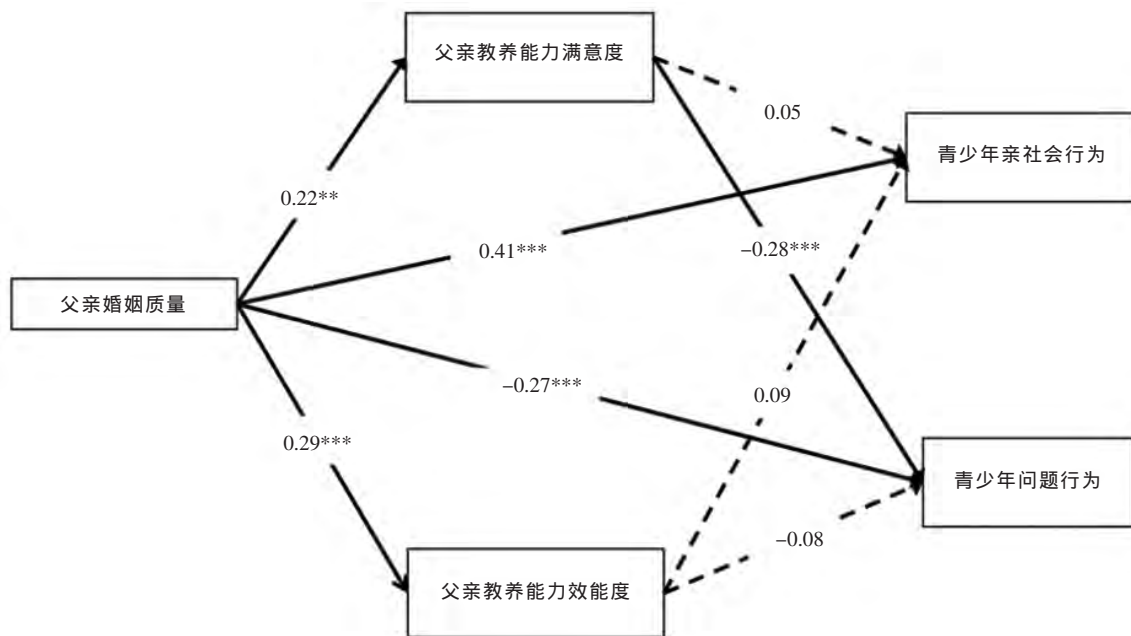 父亲教养能力满意度
0.05
青少年亲社会行为
0.22**
0.41***
−0.28***
父亲婚姻质量
−0.27***
0.09
0.29***
青少年问题行为
−0.08
父亲教养能力效能度